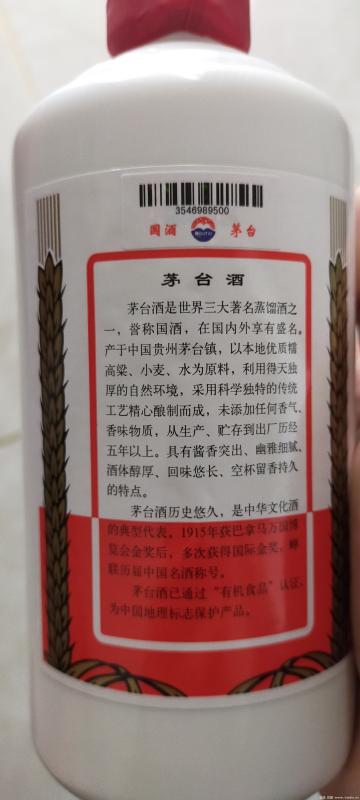 3546989500
国酒 茅台
茅台酒
茅台酒是世界三大著名蒸馏酒之
一，誉称国酒，在国内外享有盛名。
产于中国贵州茅台镇，以本地优质糯
高粱、小麦、水为原料，利用得天独
厚的自然环境，采用科学独特的传统
工艺精心酿制而成，未添加任何香气、
香味物质，从生产、贮存到出厂历经
五年以上。具有酱香突出、幽雅细腻、
酒体醇厚、回味悠长、空杯留香持久
的特点。
茅台酒历史悠久，是中华文化酒
的典型代表。1915年获巴拿马万国博
览会金奖后，多次获得国际金奖，蝉
联历届中国名酒称号。
茅台酒已通过“有机食品”认证，
为中国地理标志保护产品。